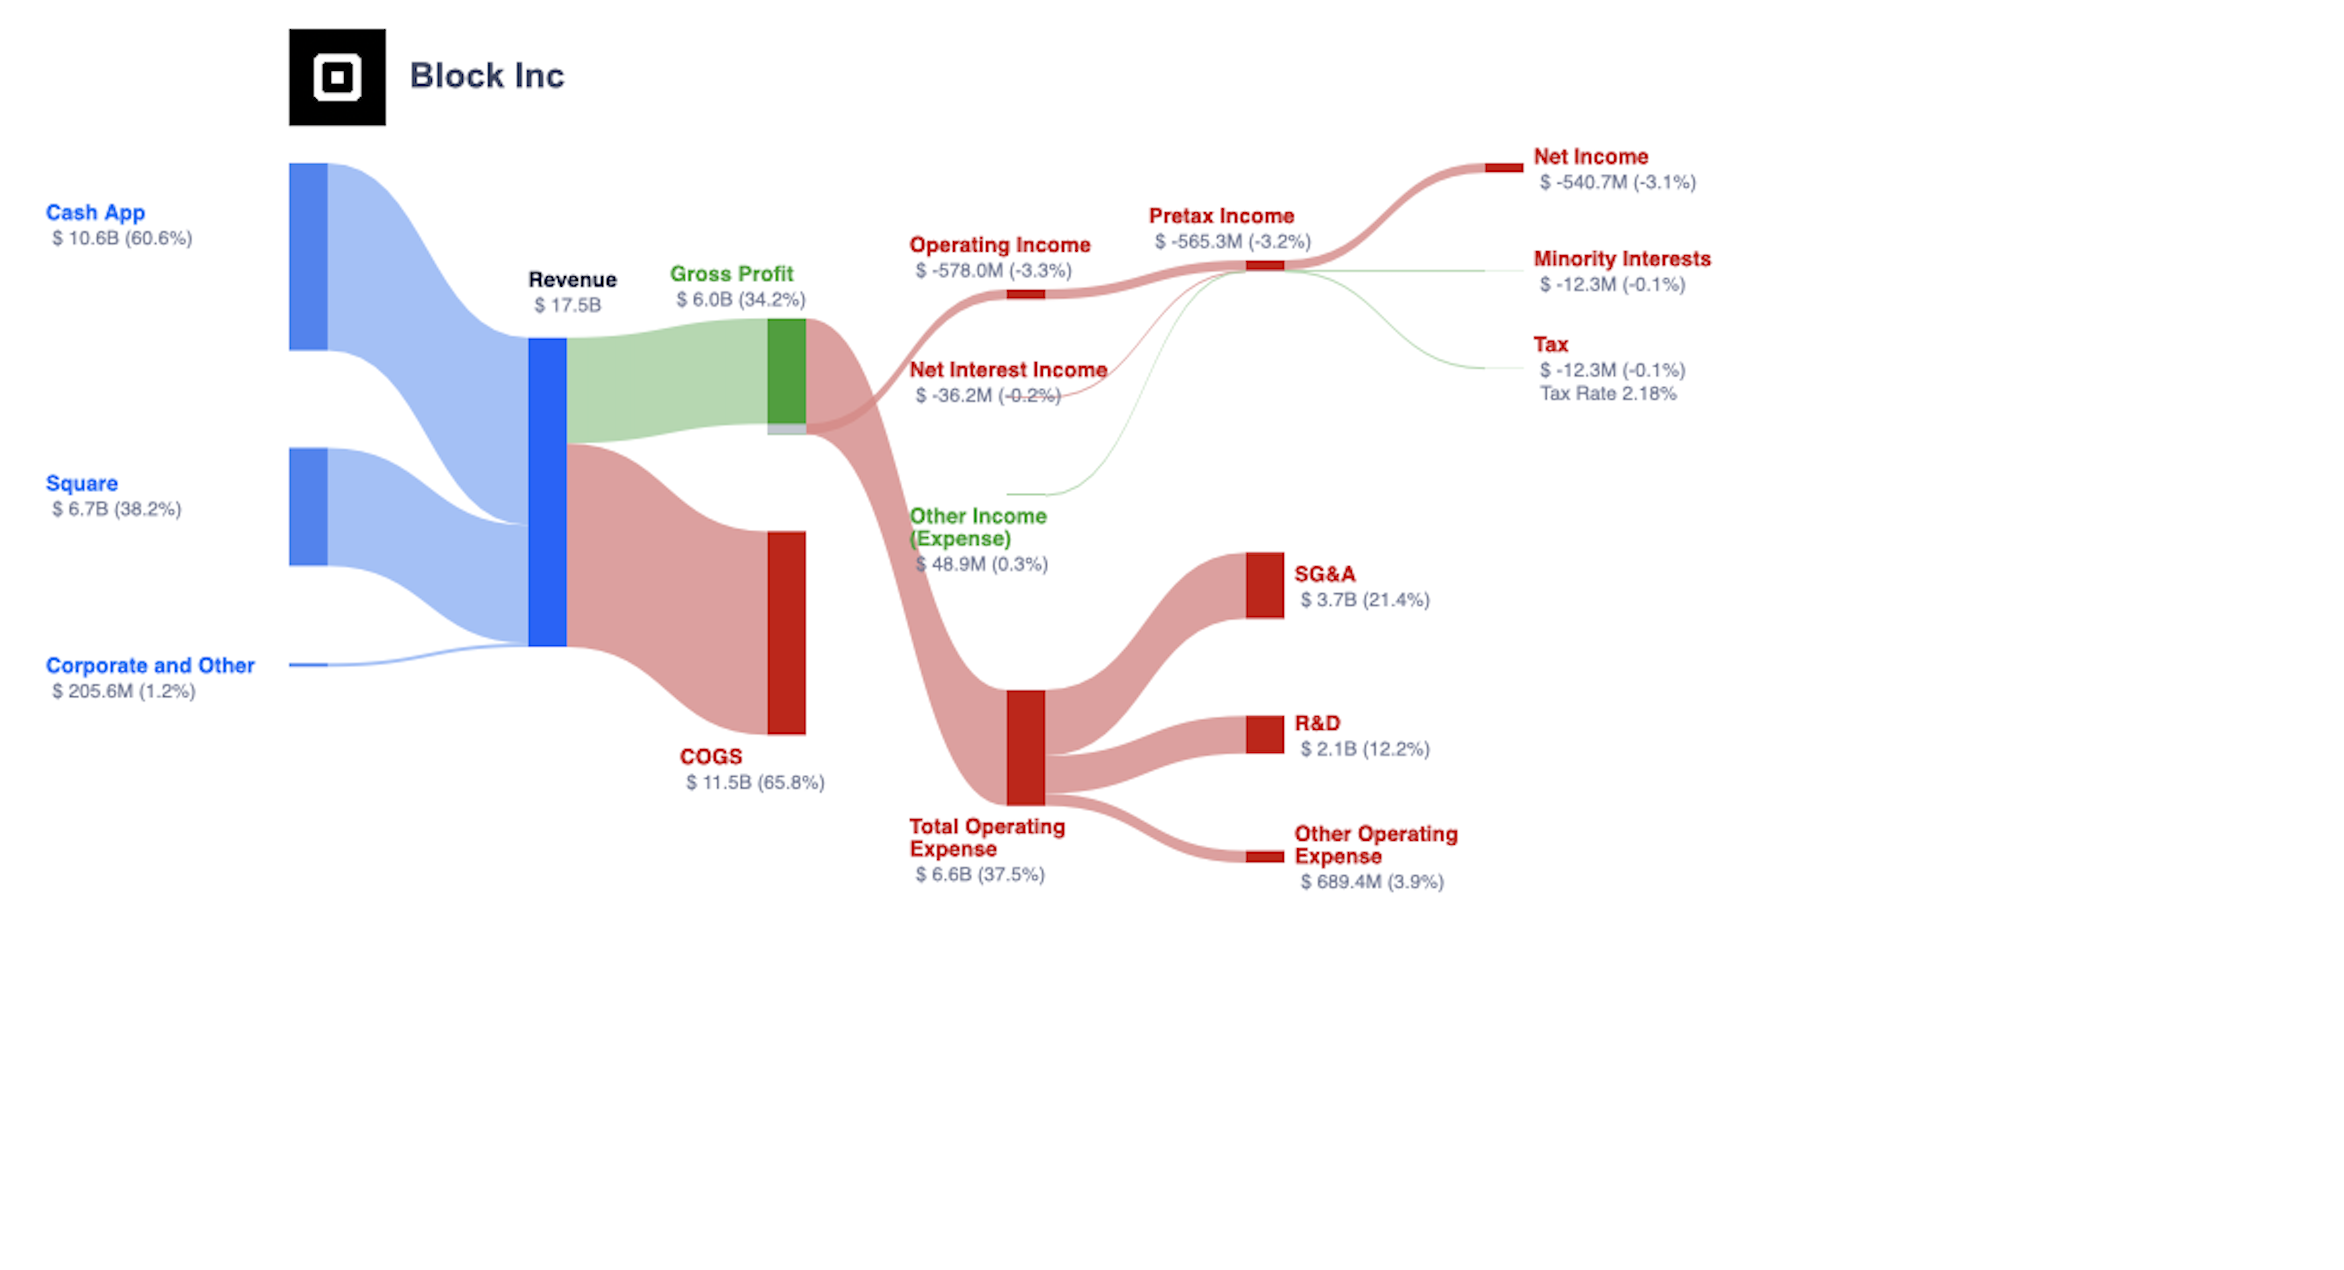 Block Inc
Cash App
$ 10.6B (60.6%)
Square
$ 6.7B (38.2%)
Corporate and Other
$ 205.6M (1.2%)
Revenue
$ 17.5B
Gross Profit
$ 6.0B (34.2%)
COGS
$ 11.5B (65.8%)
Operating Income
$ -578.0M (-3.3%)
Net Interest Income
$ -36.2M (-0.2%)
Other Income
(Expense)
$ 48.9M (0.3%)
Total Operating
Expense
$ 6.6B (37.5%)
Pretax Income
$ -565.3M (-3.2%)
SG&A
$ 3.7B (21.4%)
R&D
$ 2.1B (12.2%)
Other Operating
Expense
$ 689.4M (3.9%)
Net Income
$ -540.7M (-3.1%)
Minority Interests
$ -12.3M (-0.1%)
Tax
$ -12.3M (-0.1%)
Tax Rate 2.18%